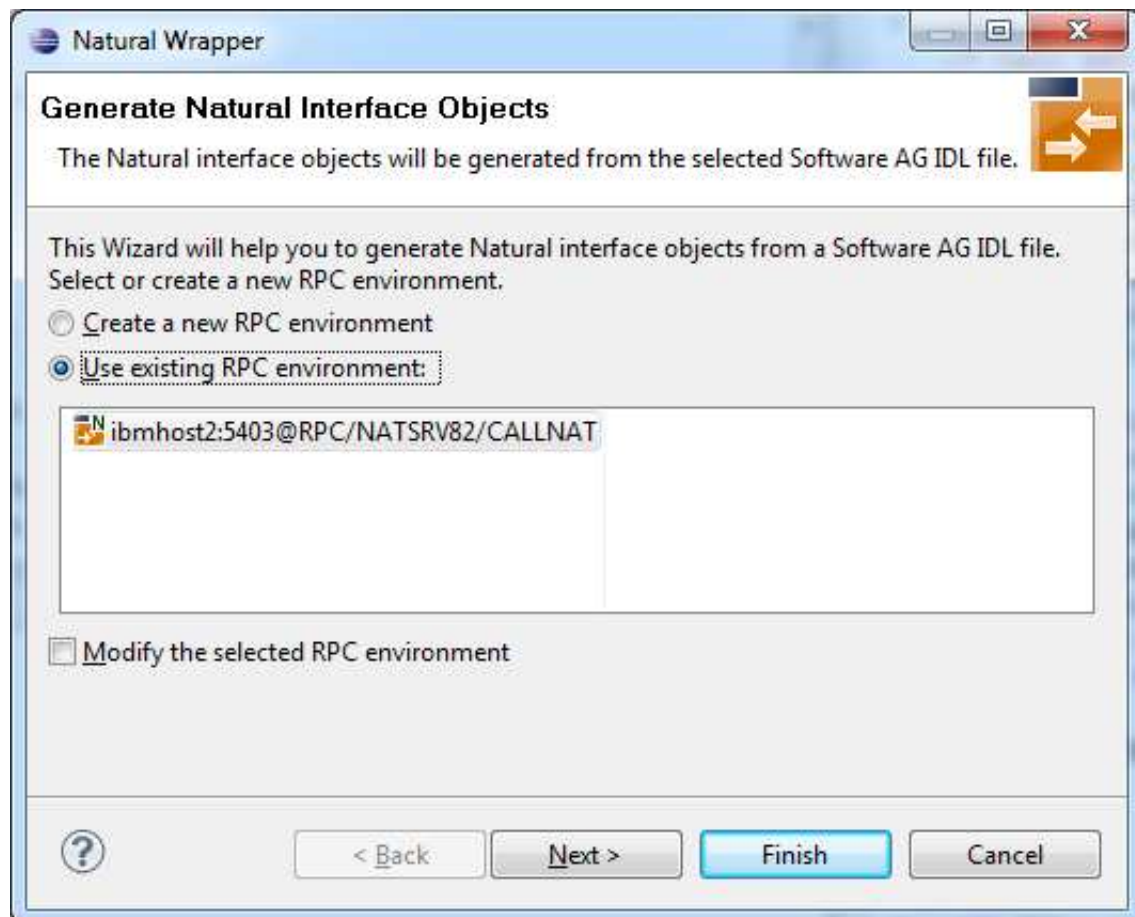 Natural Wrapper
Generate Natural Interface Objects
The Natural interface objects will be generated from the selected Software AG IDL file.
This Wizard will help you to generate Natural interface objects from a Software AG IDL file.
Select or create a new RPC environment.
Create a new RPC environment
Use existing RPC environment:
N
ibmhost2:5403@RPC/NATSRV82/CALLNAT
Modify the selected RPC environment
? < Back Next > Finish Cancel